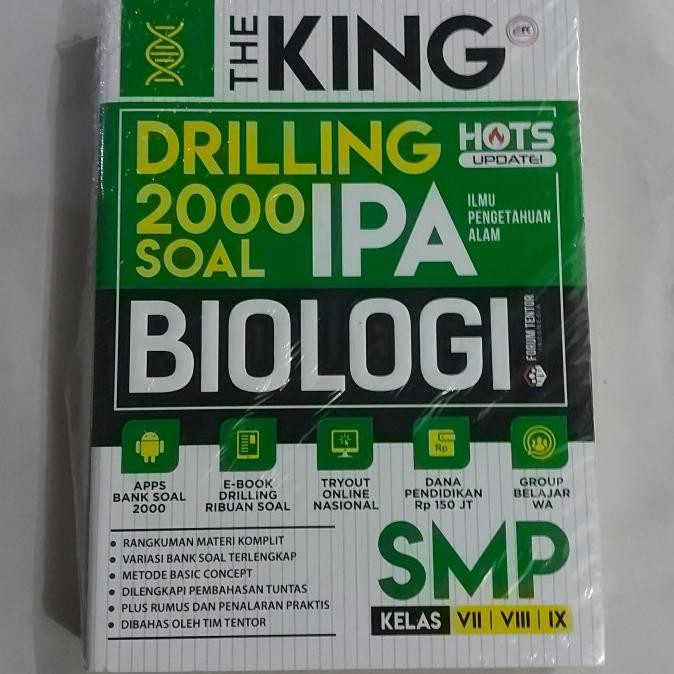 THE KING
DRILLING
HOTS
UPDATE!
2000
SOAL
IPA
ILMU
PENGETAHUAN
ALAM
BIOLOGI
FORUM TENTOR
INDONESIA
APPS
BANK SOAL
2000
E-BOOK
DRILLING
RIBUAN SOAL
TRYOUT
ONLINE
NASIONAL
Rp
DANA
PENDIDIKAN
Rp 150 JT
GROUP
BELAJAR
WA
• RANGKUMAN MATERI KOMPLIT
• VARIASI BANK SOAL TERLENGKAP
• METODE BASIC CONCEPT
• DILENGKAPI PEMBAHASAN TUNTAS
• PLUS RUMUS DAN PENALARAN PRAKTIS
• DIBAHAS OLEH TIM TENTOR
SMP
KELAS VII | VIII | IX